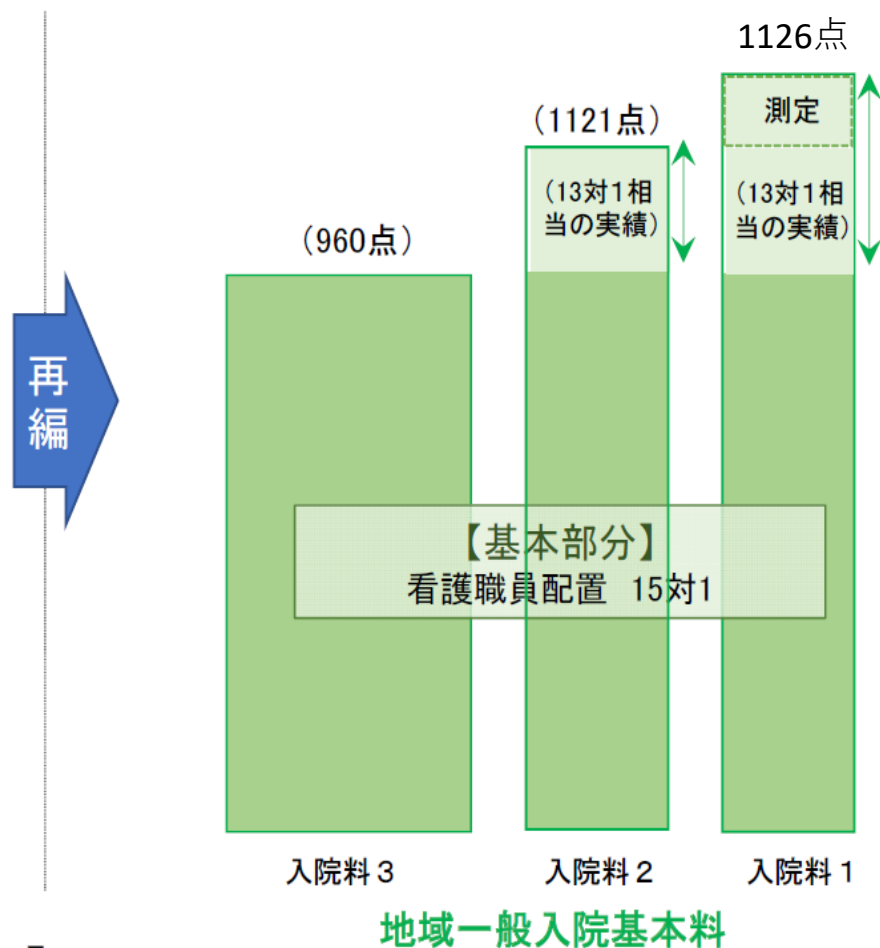 1126点
測定
(1121点)
(13対1相
当の実績)
(13対1相
当の実績)
(960点)
再
編
【基本部分】
看護職員配置 15対1
入院料3
入院料2
入院料1
地域一般入院基本料